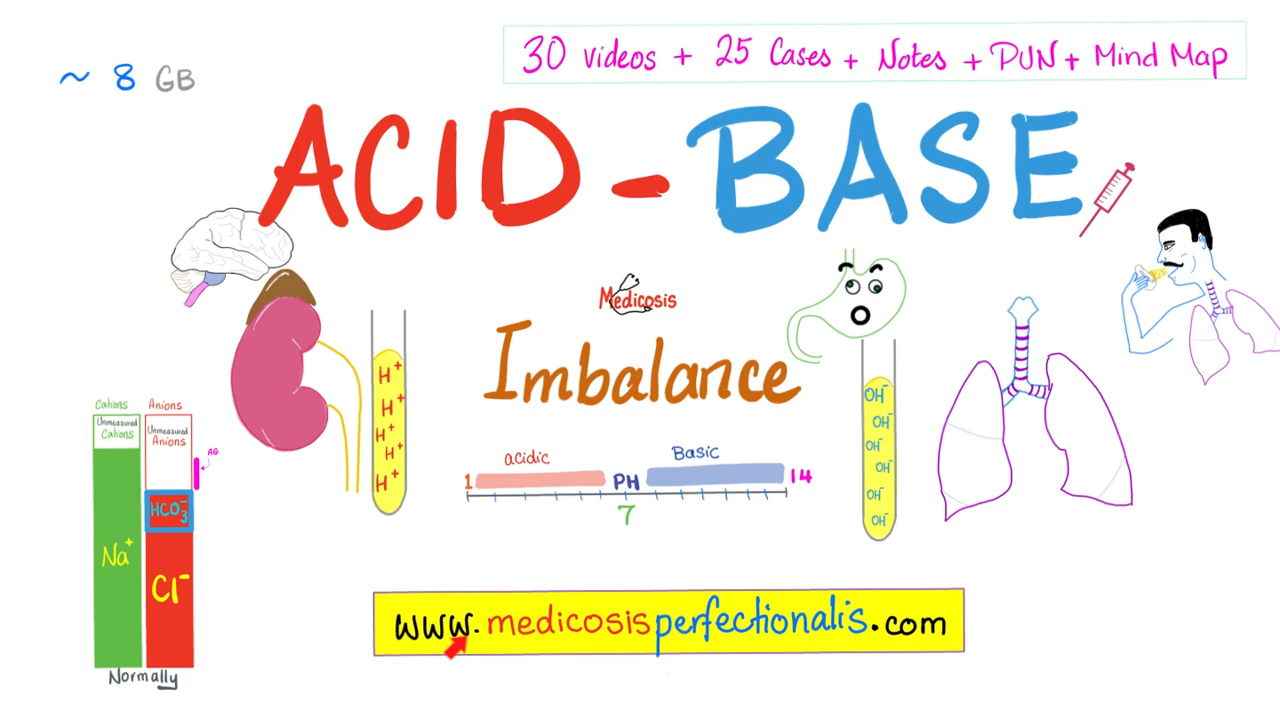 30 videos + 25 Cases + Notes + PUN + Mind Map
~ 8 GB
ACID-BASE
Medicosis
Imbalance
H+
H+
H+
H+
H+
OH-
OH-
OH-
OH-
OH-
OH-
Cations Anions
Unmeasured Cations
Unmeasured Anions
AG
HCO3-
Na+
Cl-
Normally
acidic Basic
1 PH 14
7
www.medicosisperfectionalis.com